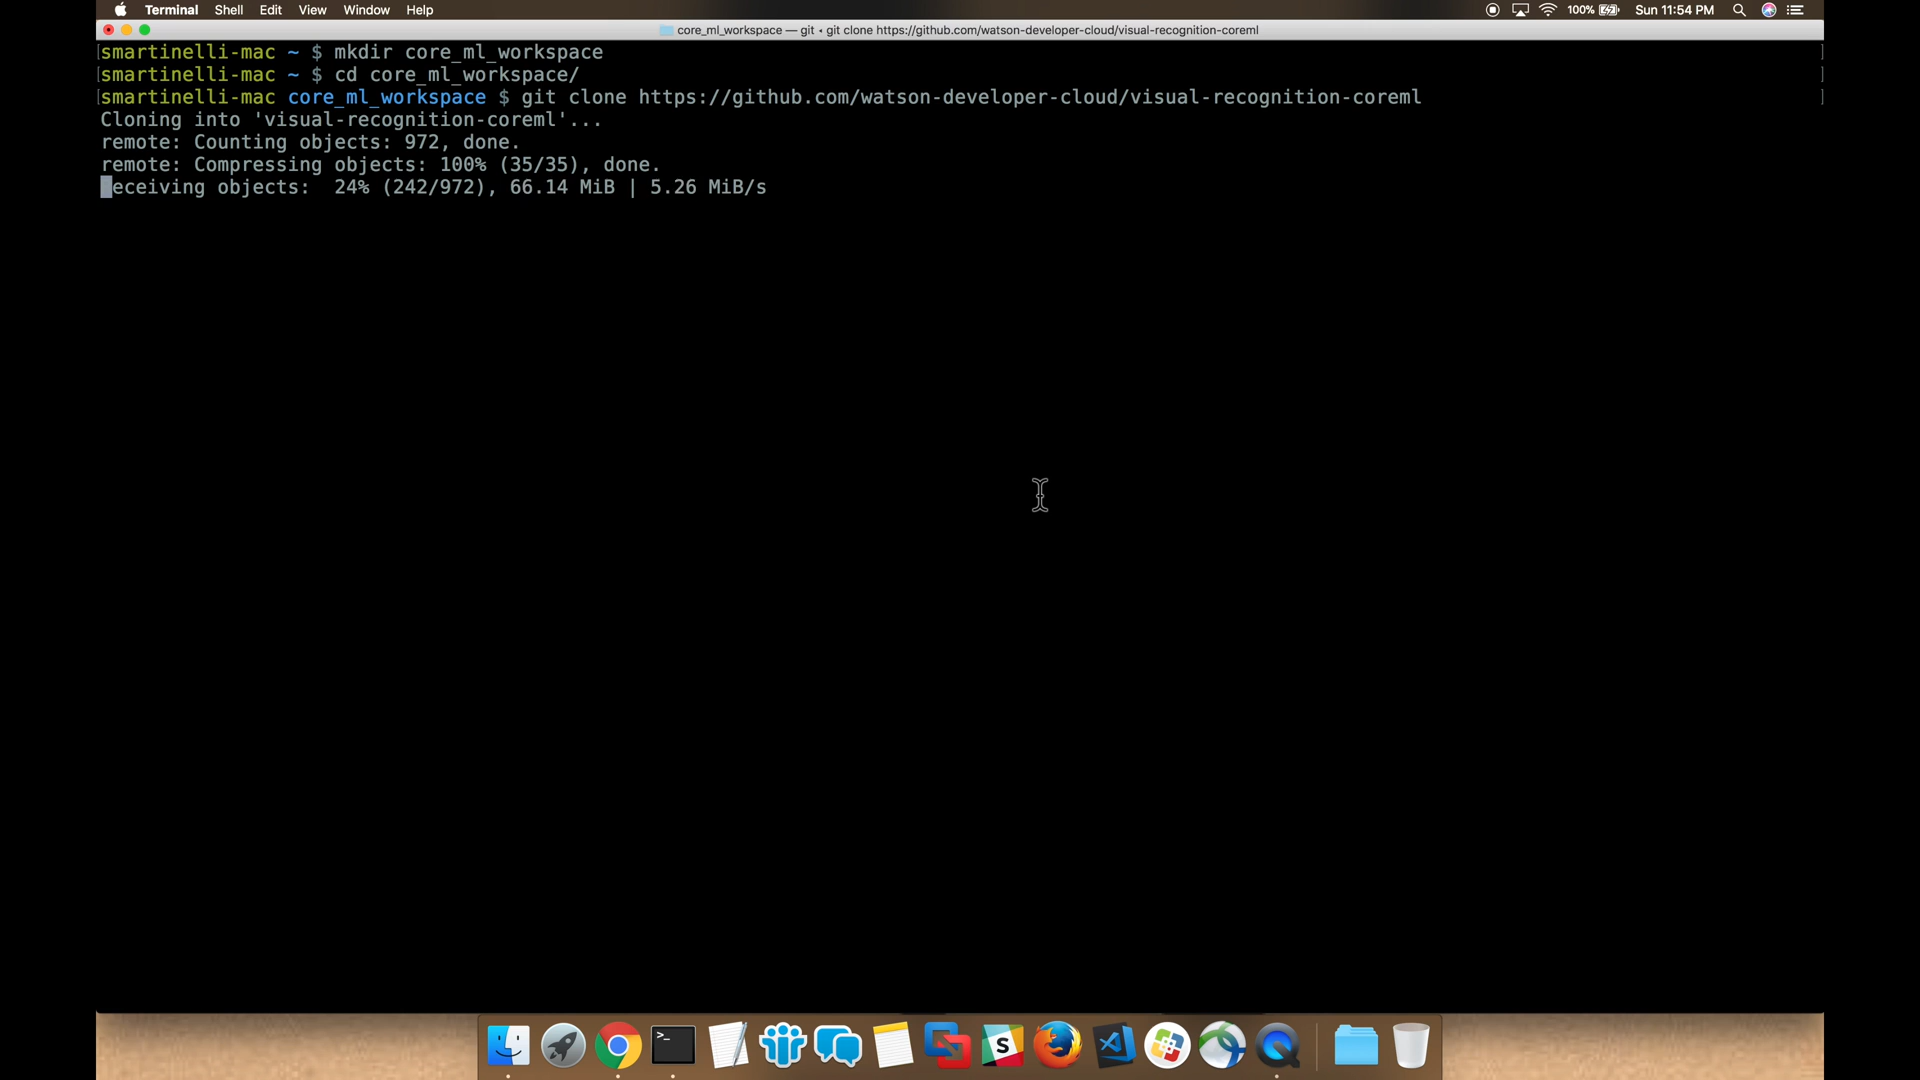 Terminal Shell Edit View Window Help 100% Sun 11:54 PM
core_ml_workspace — git ◂ git clone https://github.com/watson-developer-cloud/visual-recognition-coreml
[smartinelli-mac ~ $ mkdir core_ml_workspace ]
[smartinelli-mac ~ $ cd core_ml_workspace/ ]
[smartinelli-mac core_ml_workspace $ git clone https://github.com/watson-developer-cloud/visual-recognition-coreml ]
Cloning into 'visual-recognition-coreml'...
remote: Counting objects: 972, done.
remote: Compressing objects: 100% (35/35), done.
eceiving objects:  24% (242/972), 66.14 MiB | 5.26 MiB/s
>_
S